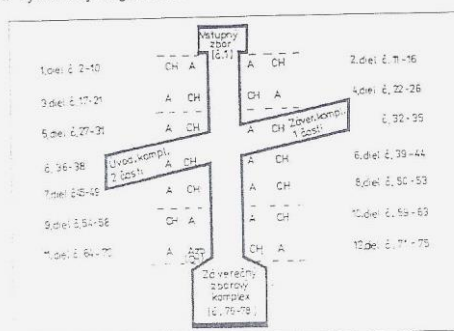 Vstupný
zbor
(č.1)
1.diel č. 2-10 CH A A CH 2.diel č. 11-16
3.diel č. 17-21 A CH A CH 4.diel č. 22-26
5.diel č. 27-31 A CH A CH Záver.kompl.
1 časti č. 32-35
č. 36-38 Úvod.kompl.
2 časti A CH A CH 6.diel č. 39-44
7.diel č. 45-49 A CH A CH 8.diel č. 50-53
9.diel č. 54-58 CH A A CH 10.diel č. 59-63
11.diel č. 64-70 A CH A 12.diel č. 71-75
Záverečný
zborový
komplex
(č. 76-78)